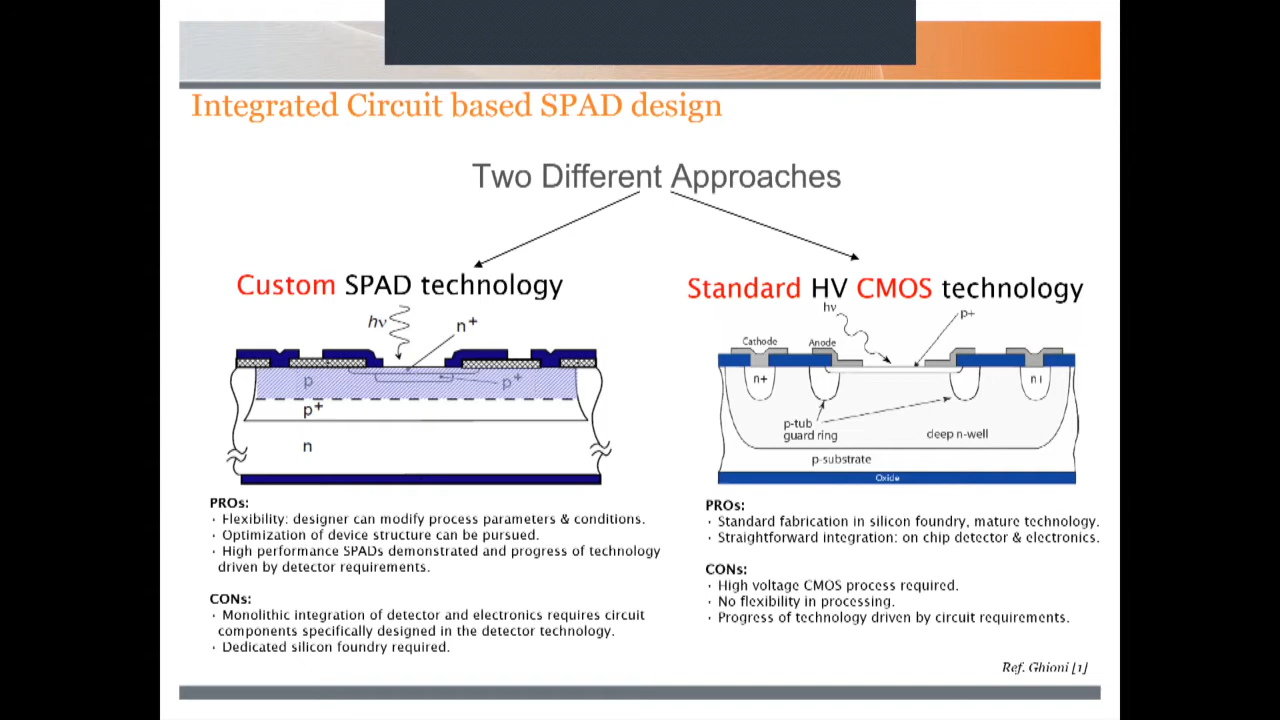 Integrated Circuit based SPAD design
Two Different Approaches
Custom SPAD technology
hν
n+
p
p+
p+
n
PROs:
· Flexibility: designer can modify process parameters & conditions.
· Optimization of device structure can be pursued.
· High performance SPADs demonstrated and progress of technology
driven by detector requirements.
CONs:
· Monolithic integration of detector and electronics requires circuit
components specifically designed in the detector technology.
· Dedicated silicon foundry required.
Standard HV CMOS technology
hν
p+
Cathode
Anode
n+
p-tub
guard ring
deep n-well
p-substrate
Oxide
PROs:
· Standard fabrication in silicon foundry, mature technology.
· Straightforward integration: on chip detector & electronics.
CONs:
· High voltage CMOS process required.
· No flexibility in processing.
· Progress of technology driven by circuit requirements.
Ref. Ghioni [1]